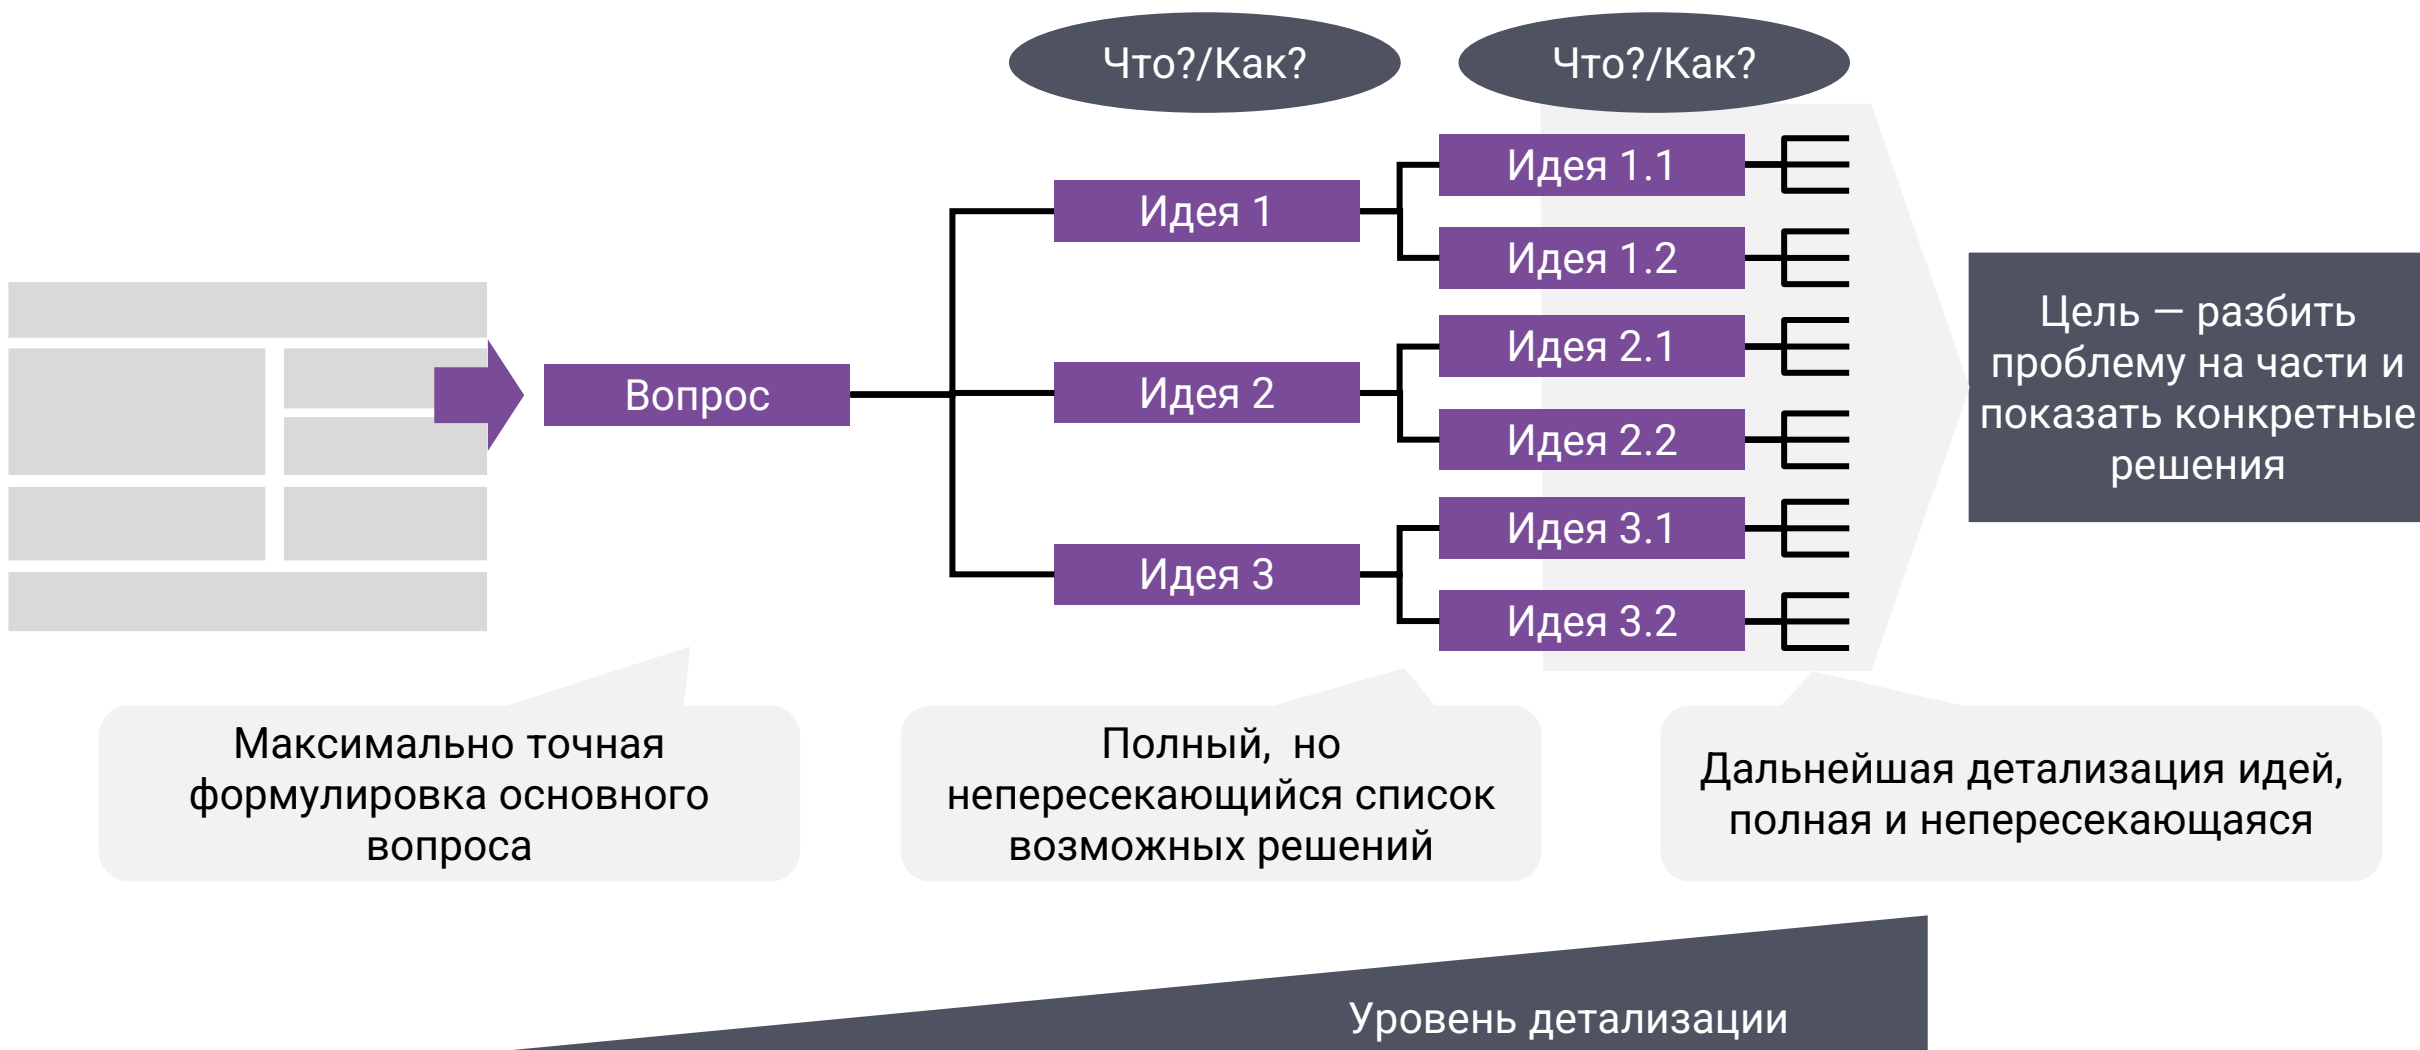 Что?/Как?
Что?/Как?
Вопрос
Идея 1
Идея 1.1
Идея 1.2
Идея 2
Идея 2.1
Идея 2.2
Идея 3
Идея 3.1
Идея 3.2
Цель — разбить
проблему на части и
показать конкретные
решения
Максимально точная
формулировка основного
вопроса
Полный, но
непересекающийся список
возможных решений
Дальнейшая детализация идей,
полная и непересекающаяся
Уровень детализации